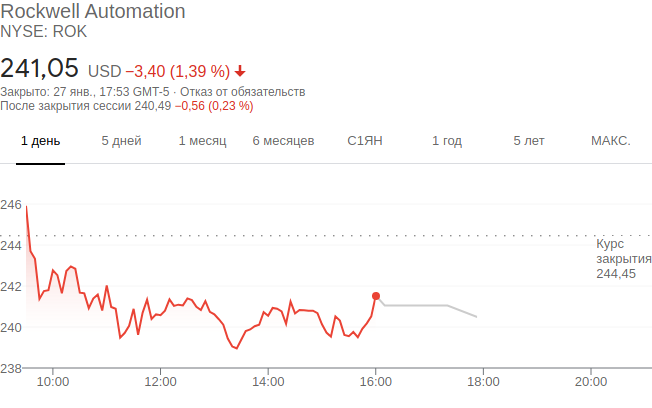 Rockwell Automation
NYSE: ROK
241,05 USD −3,40 (1,39 %)
Закрыто: 27 янв., 17:53 GMT-5 · Отказ от обязательств
После закрытия сессии 240,49 −0,56 (0,23 %)
1 день 5 дней 1 месяц 6 месяцев С1ЯН 1 год 5 лет МАКС.
246
244
Курс
закрытия
244,45
242
240
238
10:00 12:00 14:00 16:00 18:00 20:00